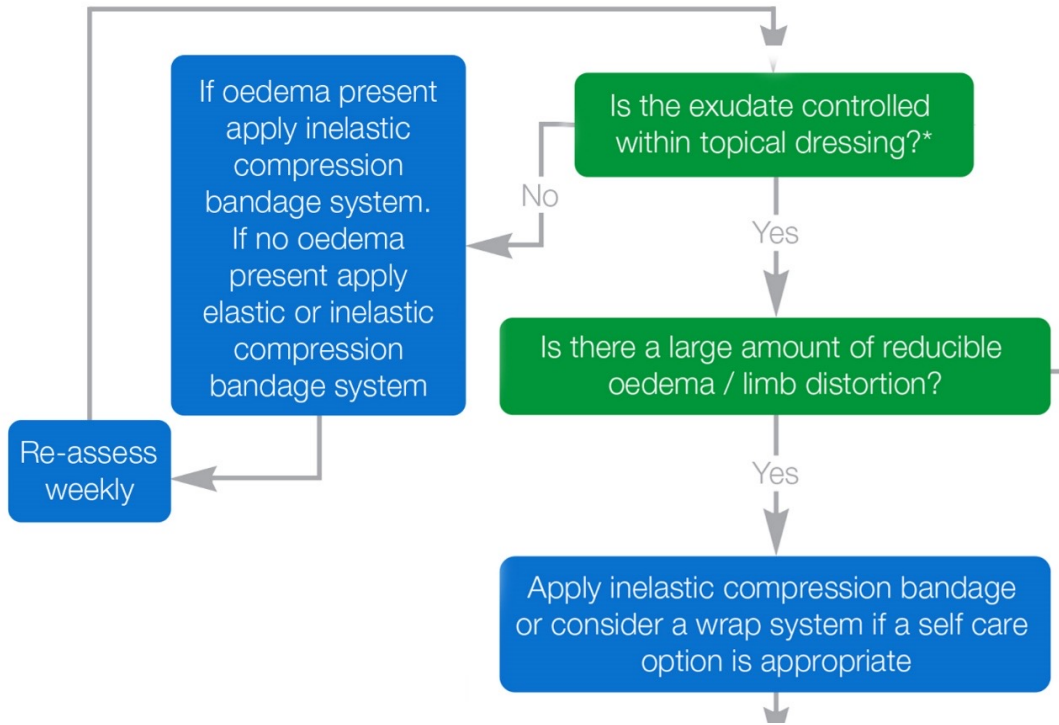 Is the exudate controlled
within topical dressing?*
No
If oedema present
apply inelastic
compression
bandage system.
If no oedema
present apply
elastic or inelastic
compression
bandage system
Re-assess
weekly
Yes
Is there a large amount of reducible
oedema / limb distortion?
Yes
Apply inelastic compression bandage
or consider a wrap system if a self care
option is appropriate